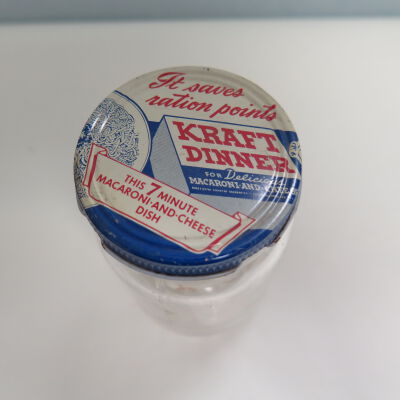 It saves
ration points
KRAFT
DINNER
FOR Delicious
MACARONI-AND-CHEESE
THIS 7 MINUTE
MACARONI-AND-CHEESE
DISH